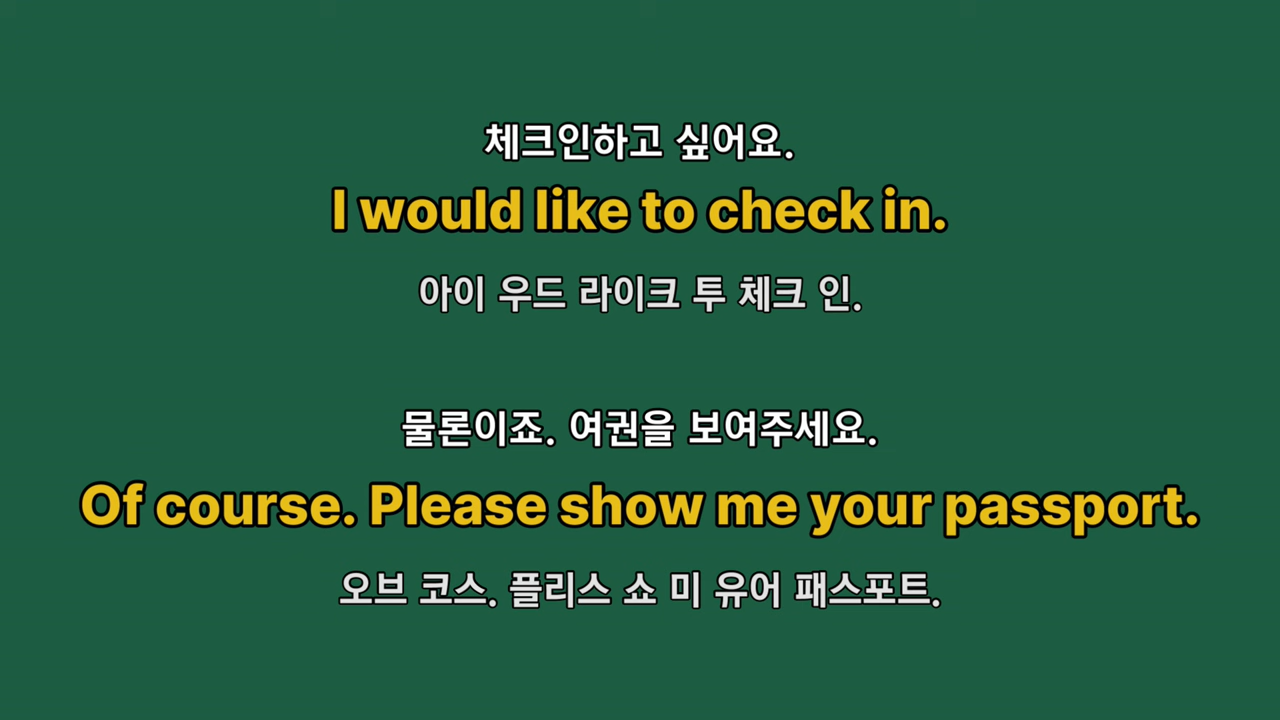 체크인하고 싶어요.
I would like to check in.
아이 우드 라이크 투 체크 인.
물론이죠. 여권을 보여주세요.
Of course. Please show me your passport.
오브 코스. 플리스 쇼 미 유어 패스포트.